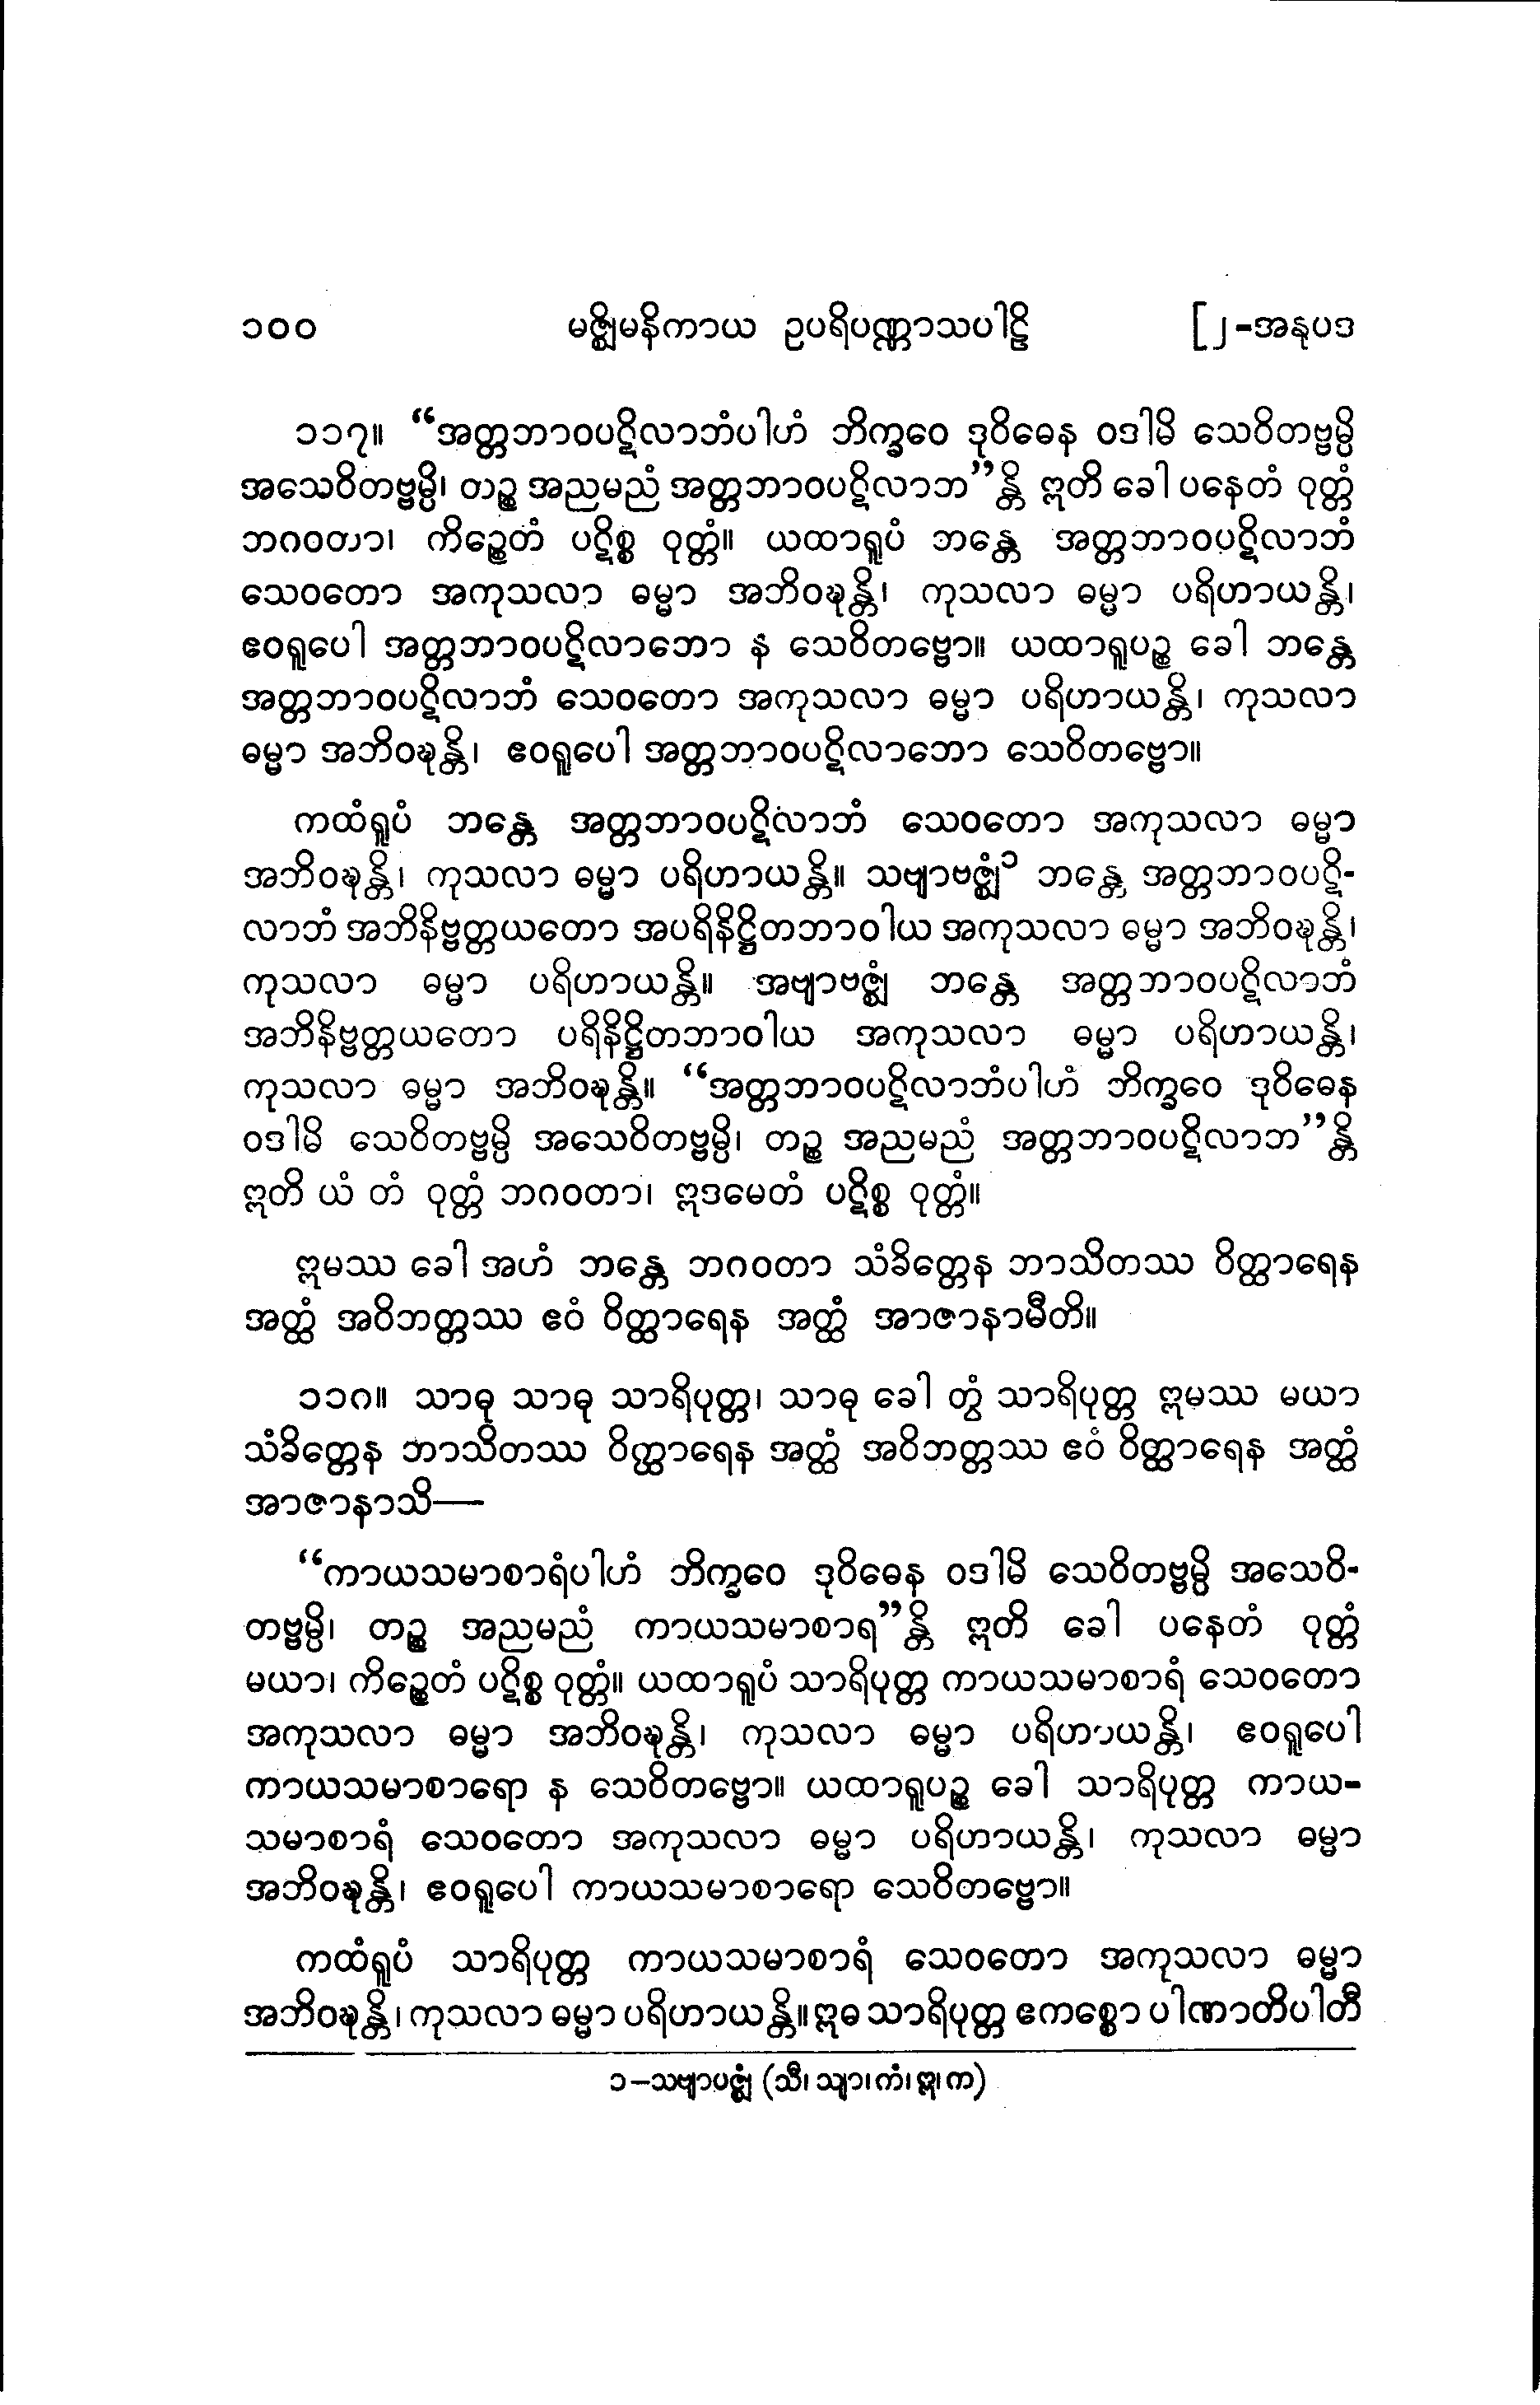 ၁၀၀ မဇ္ဈိမနိကာယ ဥပရိပဏ္ဏာသပါဠိ [၂-အနုပဒ
၁၁၇။ “အတ္တဘာဝပဋိလာဘံပါဟံ ဘိက္ခဝေ ဒုဝိဓေန ဝဒါမိ သေဝိတဗ္ဗမ္ပိ
အသေဝိတဗ္ဗမ္ပိ၊ တဉ္စ အညမညံ အတ္တဘာဝပဋိလာဘ”န္တိ ဣတိ ခေါ ပနေတံ ဝုတ္တံ
ဘဂဝတာ၊ ကိဉ္စေတံ ပဋိစ္စ ဝုတ္တံ။ ယထာရူပံ ဘန္တေ အတ္တဘာဝပဋိလာဘံ
သေဝတော အကုသလာ ဓမ္မာ အဘိဝဍ္ဎန္တိ၊ ကုသလာ ဓမ္မာ ပရိဟာယန္တိ၊
ဧဝရူပေါ အတ္တဘာဝပဋိလာဘော န သေဝိတဗ္ဗော။ ယထာရူပဉ္စ ခေါ ဘန္တေ
အတ္တဘာဝပဋိလာဘံ သေဝတော အကုသလာ ဓမ္မာ ပရိဟာယန္တိ၊ ကုသလာ
ဓမ္မာ အဘိဝဍ္ဎန္တိ၊ ဧဝရူပေါ အတ္တဘာဝပဋိလာဘော သေဝိတဗ္ဗော။
ကထံရူပံ ဘန္တေ အတ္တဘာဝပဋိလာဘံ သေဝတော အကုသလာ ဓမ္မာ
အဘိဝဍ္ဎန္တိ၊ ကုသလာ ဓမ္မာ ပရိဟာယန္တိ။ သဗျာဗဇ္ဈံ၁ ဘန္တေ အတ္တဘာဝပဋိ-
လာဘံ အဘိနိဗ္ဗတ္တယတော အပရိနိဋ္ဌိတဘာဝါယ အကုသလာ ဓမ္မာ အဘိဝဍ္ဎန္တိ၊
ကုသလာ ဓမ္မာ ပရိဟာယန္တိ။ အဗျာဗဇ္ဈံ ဘန္တေ အတ္တဘာဝပဋိလာဘံ
အဘိနိဗ္ဗတ္တယတော ပရိနိဋ္ဌိတဘာဝါယ အကုသလာ ဓမ္မာ ပရိဟာယန္တိ၊
ကုသလာ ဓမ္မာ အဘိဝဍ္ဎန္တိ။ “အတ္တဘာဝပဋိလာဘံပါဟံ ဘိက္ခဝေ ဒုဝိဓေန
ဝဒါမိ သေဝိတဗ္ဗမ္ပိ အသေဝိတဗ္ဗမ္ပိ၊ တဉ္စ အညမညံ အတ္တဘာဝပဋိလာဘ”န္တိ
ဣတိ ယံ တံ ဝုတ္တံ ဘဂဝတာ၊ ဣဒမေတံ ပဋိစ္စ ဝုတ္တံ။
ဣမဿ ခေါ အဟံ ဘန္တေ ဘဂဝတာ သံခိတ္တေန ဘာသိတဿ ဝိတ္ထာရေန
အတ္ထံ အဝိဘတ္တဿ ဧဝံ ဝိတ္ထာရေန အတ္ထံ အာဇာနာမီတိ။
၁၁ဂ။ သာဓု သာဓု သာရိပုတ္တ၊ သာဓု ခေါ တွံ သာရိပုတ္တ ဣမဿ မယာ
သံခိတ္တေန ဘာသိတဿ ဝိတ္ထာရေန အတ္ထံ အဝိဘတ္တဿ ဧဝံ ဝိတ္ထာရေန အတ္ထံ
အာဇာနာသိ—
“ကာယသမာစာရံပါဟံ ဘိက္ခဝေ ဒုဝိဓေန ဝဒါမိ သေဝိတဗ္ဗမ္ပိ အသေဝိ-
တဗ္ဗမ္ပိ၊ တဉ္စ အညမညံ ကာယသမာစာရ”န္တိ ဣတိ ခေါ ပနေတံ ဝုတ္တံ
မယာ၊ ကိဉ္စေတံ ပဋိစ္စ ဝုတ္တံ။ ယထာရူပံ သာရိပုတ္တ ကာယသမာစာရံ သေဝတော
အကုသလာ ဓမ္မာ အဘိဝဍ္ဎန္တိ၊ ကုသလာ ဓမ္မာ ပရိဟာယန္တိ၊ ဧဝရူပေါ
ကာယသမာစာရော န သေဝိတဗ္ဗော။ ယထာရူပဉ္စ ခေါ သာရိပုတ္တ ကာယ-
သမာစာရံ သေဝတော အကုသလာ ဓမ္မာ ပရိဟာယန္တိ၊ ကုသလာ ဓမ္မာ
အဘိဝဍ္ဎန္တိ၊ ဧဝရူပေါ ကာယသမာစာရော သေဝိတဗ္ဗော။
ကထံရူပံ သာရိပုတ္တ ကာယသမာစာရံ သေဝတော အကုသလာ ဓမ္မာ
အဘိဝဍ္ဎန္တိ၊ ကုသလာ ဓမ္မာ ပရိဟာယန္တိ။ ဣဓ သာရိပုတ္တ ဧကစ္စော ပါဏာတိပါတီ
၁–သဗျာပဇ္ဈံ (သီ၊ သျာ၊ ကံ၊ ဣ၊ က)